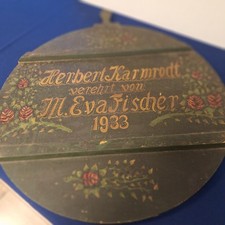 Herbert Karmrodt
verehrt von
M. Eva Fischer
1933